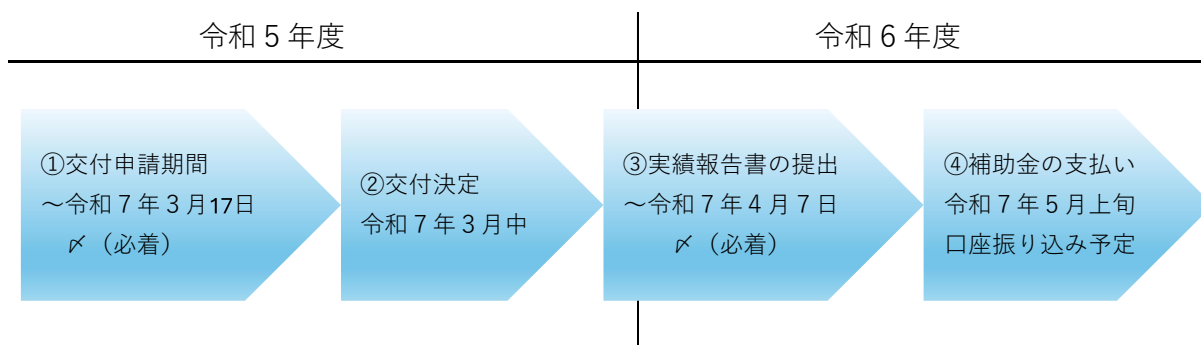 令和５年度
令和６年度
①交付申請期間
～令和７年３月17日
〆（必着）
②交付決定
令和７年３月中
③実績報告書の提出
～令和７年４月７日
〆（必着）
④補助金の支払い
令和７年５月上旬
口座振り込み予定